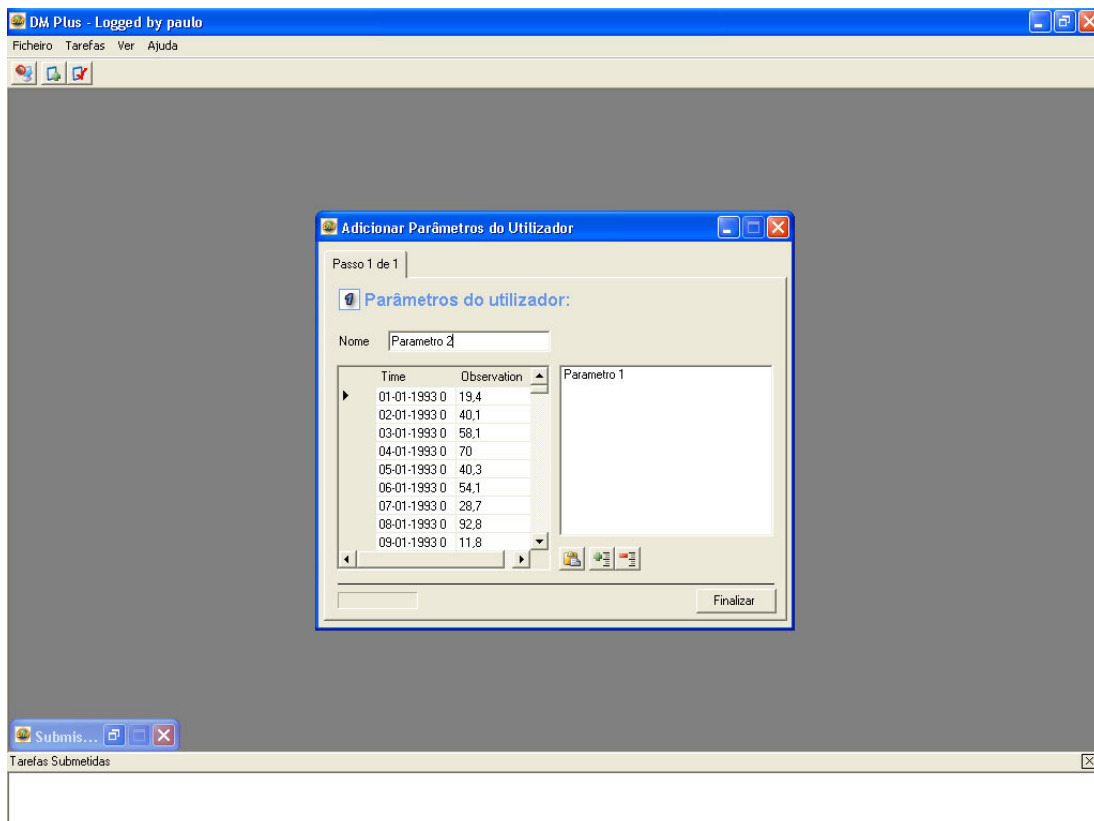 DM Plus - Logged by paulo
Ficheiro Tarefas Ver Ajuda
Adicionar Parâmetros do Utilizador
Passo 1 de 1
Parâmetros do utilizador:
Nome Parametro 2
Time Observation
01-01-1993 0 19,4
02-01-1993 0 40,1
03-01-1993 0 58,1
04-01-1993 0 70
05-01-1993 0 40,3
06-01-1993 0 54,1
07-01-1993 0 28,7
08-01-1993 0 92,8
09-01-1993 0 11,8
Parametro 1
Finalizar
Submis...
Tarefas Submetidas